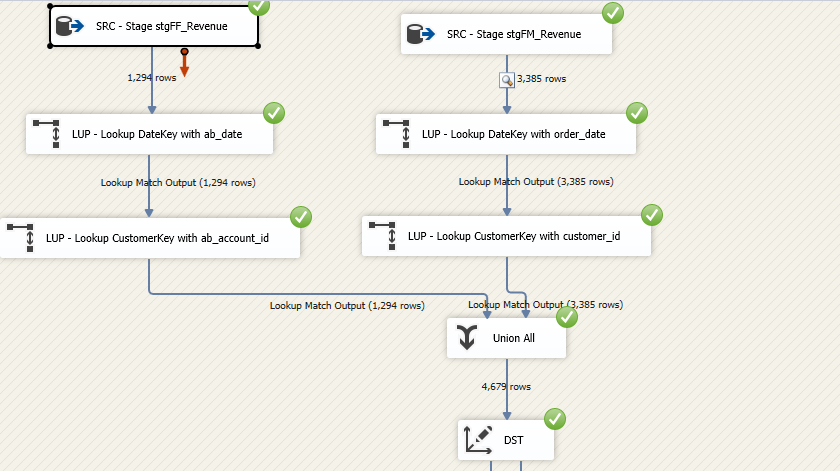 SRC - Stage stgFF_Revenue
SRC - Stage stgFM_Revenue
1,294 rows
3,385 rows
LUP - Lookup DateKey with ab_date
LUP - Lookup DateKey with order_date
Lookup Match Output (1,294 rows)
Lookup Match Output (3,385 rows)
LUP - Lookup CustomerKey with ab_account_id
LUP - Lookup CustomerKey with customer_id
Lookup Match Output (1,294 rows)
Lookup Match Output (3,385 rows)
Union All
4,679 rows
DST